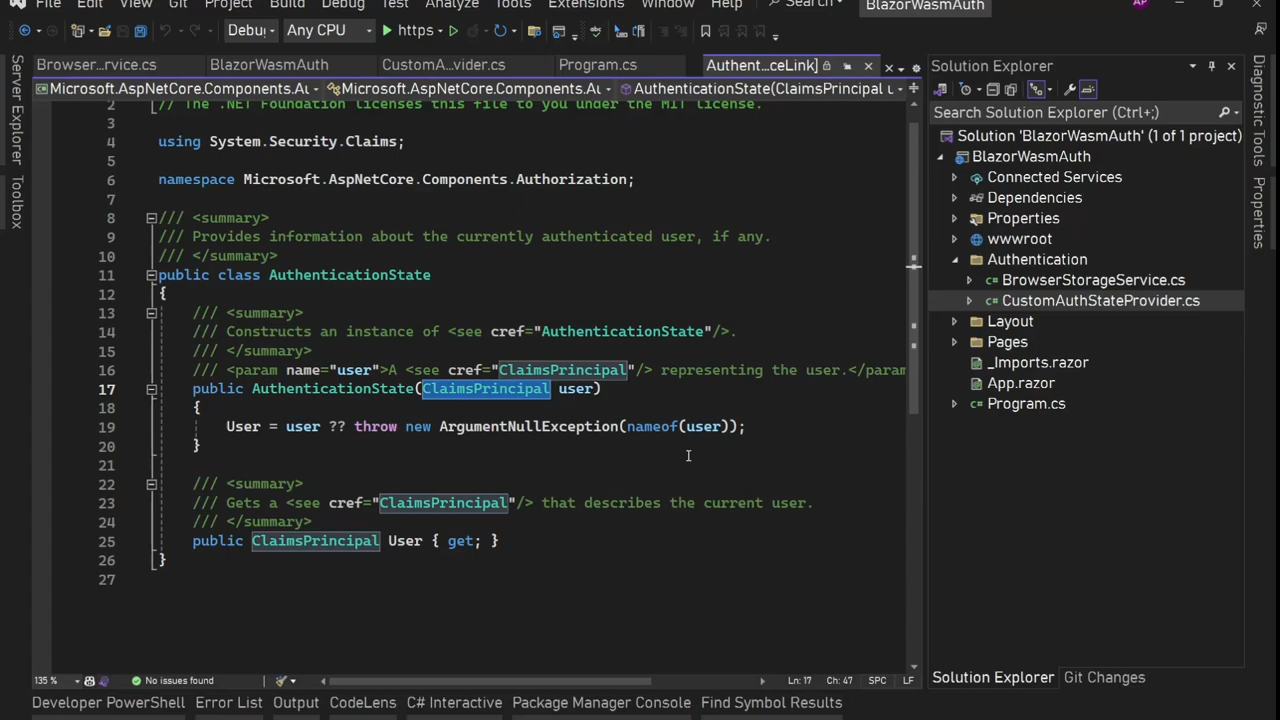 File Edit View Git Project Build Debug Test Analyze Tools Extensions Window Help Search BlazorWasmAuth AP
Debug Any CPU https
Browser...rvice.cs BlazorWasmAuth CustomA...vider.cs Program.cs Authent...ceLink]
Microsoft.AspNetCore.Components.Au Microsoft.AspNetCore.Components.Au AuthenticationState(ClaimsPrincipal u
2 // The .NET Foundation licenses this file to you under the MIT license.
3
4 using System.Security.Claims;
5
6 namespace Microsoft.AspNetCore.Components.Authorization;
7
8 /// <summary>
9 /// Provides information about the currently authenticated user, if any.
10 /// </summary>
11 public class AuthenticationState
12 {
13 /// <summary>
14 /// Constructs an instance of <see cref="AuthenticationState"/>.
15 /// </summary>
16 /// <param name="user">A <see cref="ClaimsPrincipal"/> representing the user.</param
17 public AuthenticationState(ClaimsPrincipal user)
18 {
19 User = user ?? throw new ArgumentNullException(nameof(user));
20 }
21
22 /// <summary>
23 /// Gets a <see cref="ClaimsPrincipal"/> that describes the current user.
24 /// </summary>
25 public ClaimsPrincipal User { get; }
26 }
27
135 % No issues found Ln: 17 Ch: 47 SPC LF
Developer PowerShell Error List Output CodeLens C# Interactive Package Manager Console Find Symbol Results
Server Explorer
Toolbox
Solution Explorer
Search Solution Explorer (Ctrl+;)
Solution 'BlazorWasmAuth' (1 of 1 project)
BlazorWasmAuth
Connected Services
Dependencies
Properties
wwwroot
Authentication
BrowserStorageService.cs
CustomAuthStateProvider.cs
Layout
Pages
_Imports.razor
App.razor
Program.cs
Solution Explorer Git Changes
Diagnostic Tools
Properties